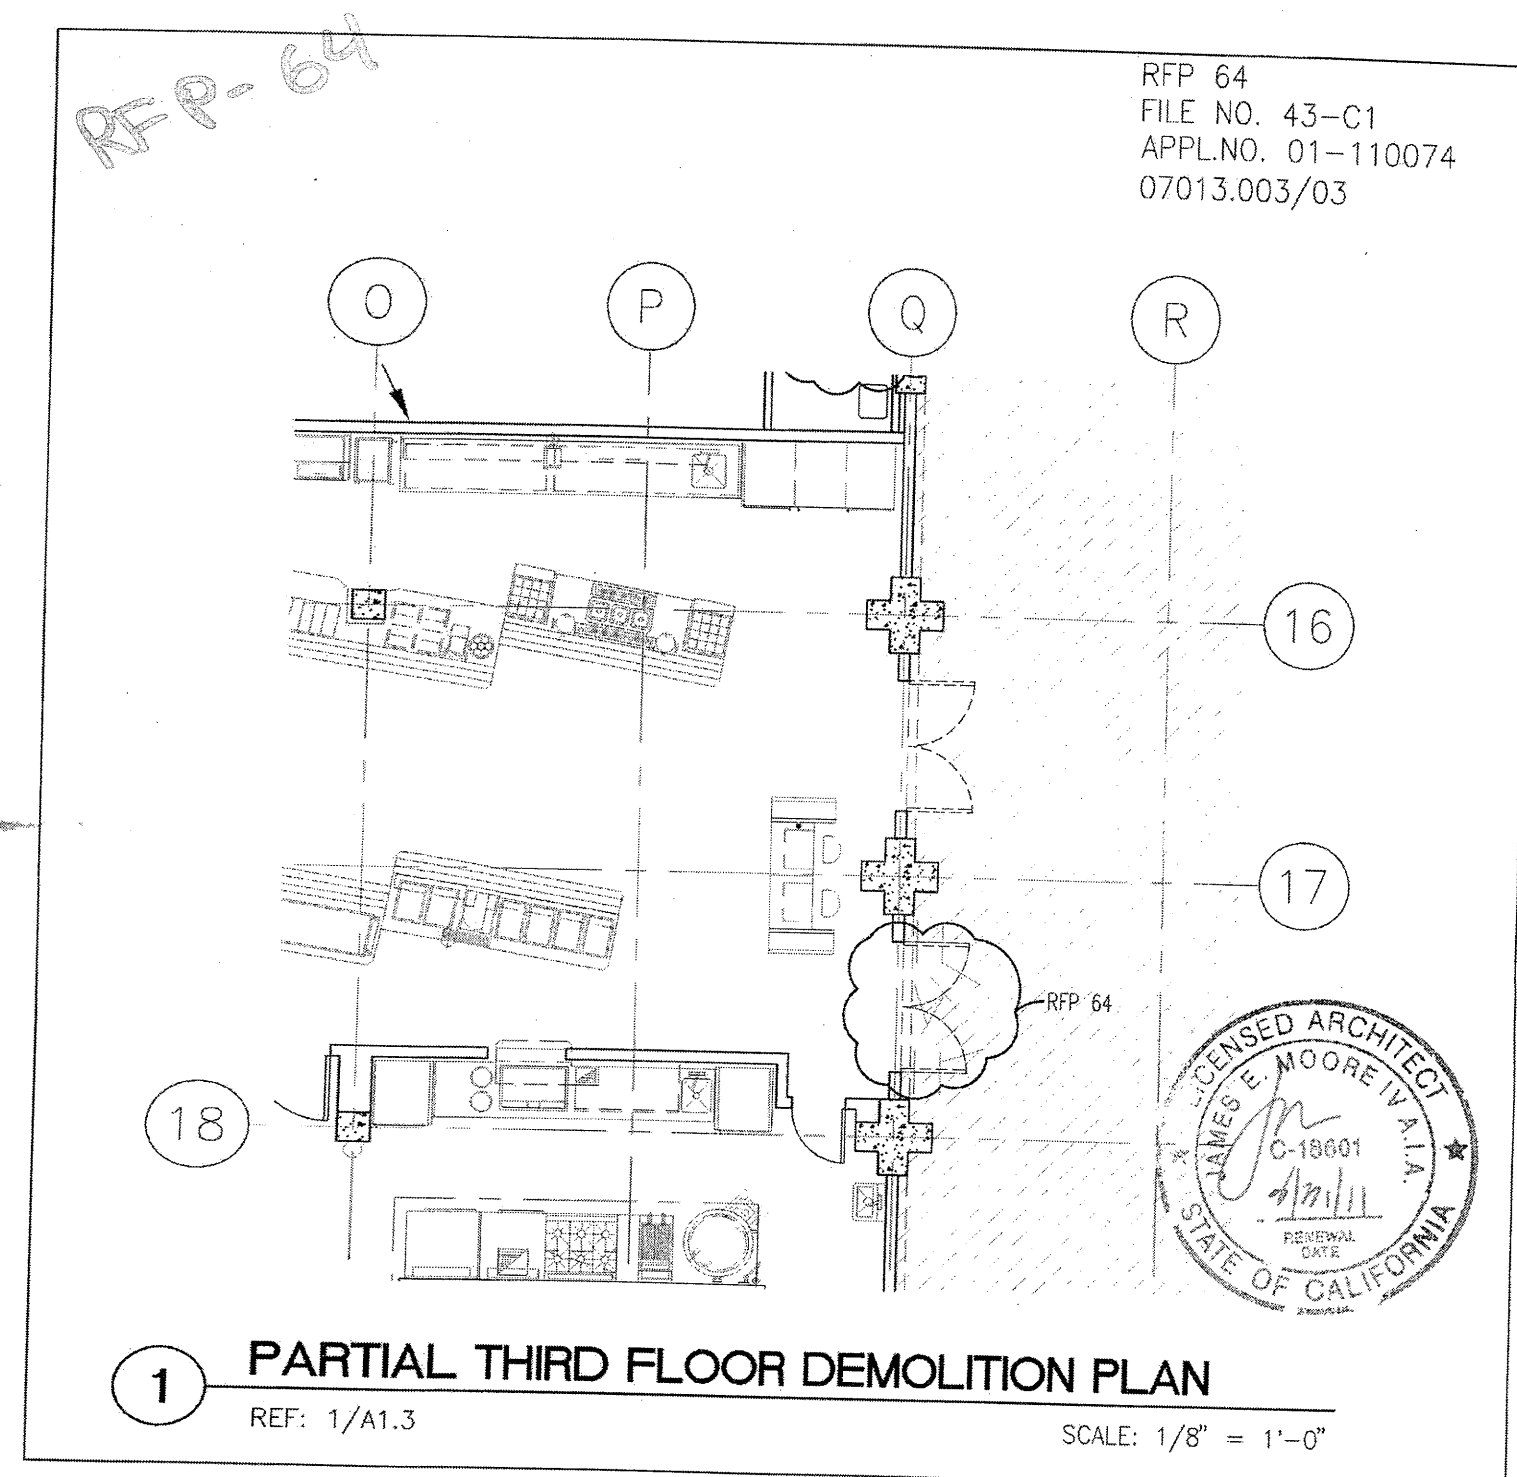 RFP-64
RFP 64
FILE NO. 43-C1
APPL.NO. 01-110074
07013.003/03
O
P
Q
R
16
17
RFP 64
18
LICENSED ARCHITECT
JAMES E. MOORE IV A.I.A.
C-18601
RENEWAL
DATE
STATE OF CALIFORNIA
1
PARTIAL THIRD FLOOR DEMOLITION PLAN
REF: 1/A1.3
SCALE: 1/8" = 1'-0"